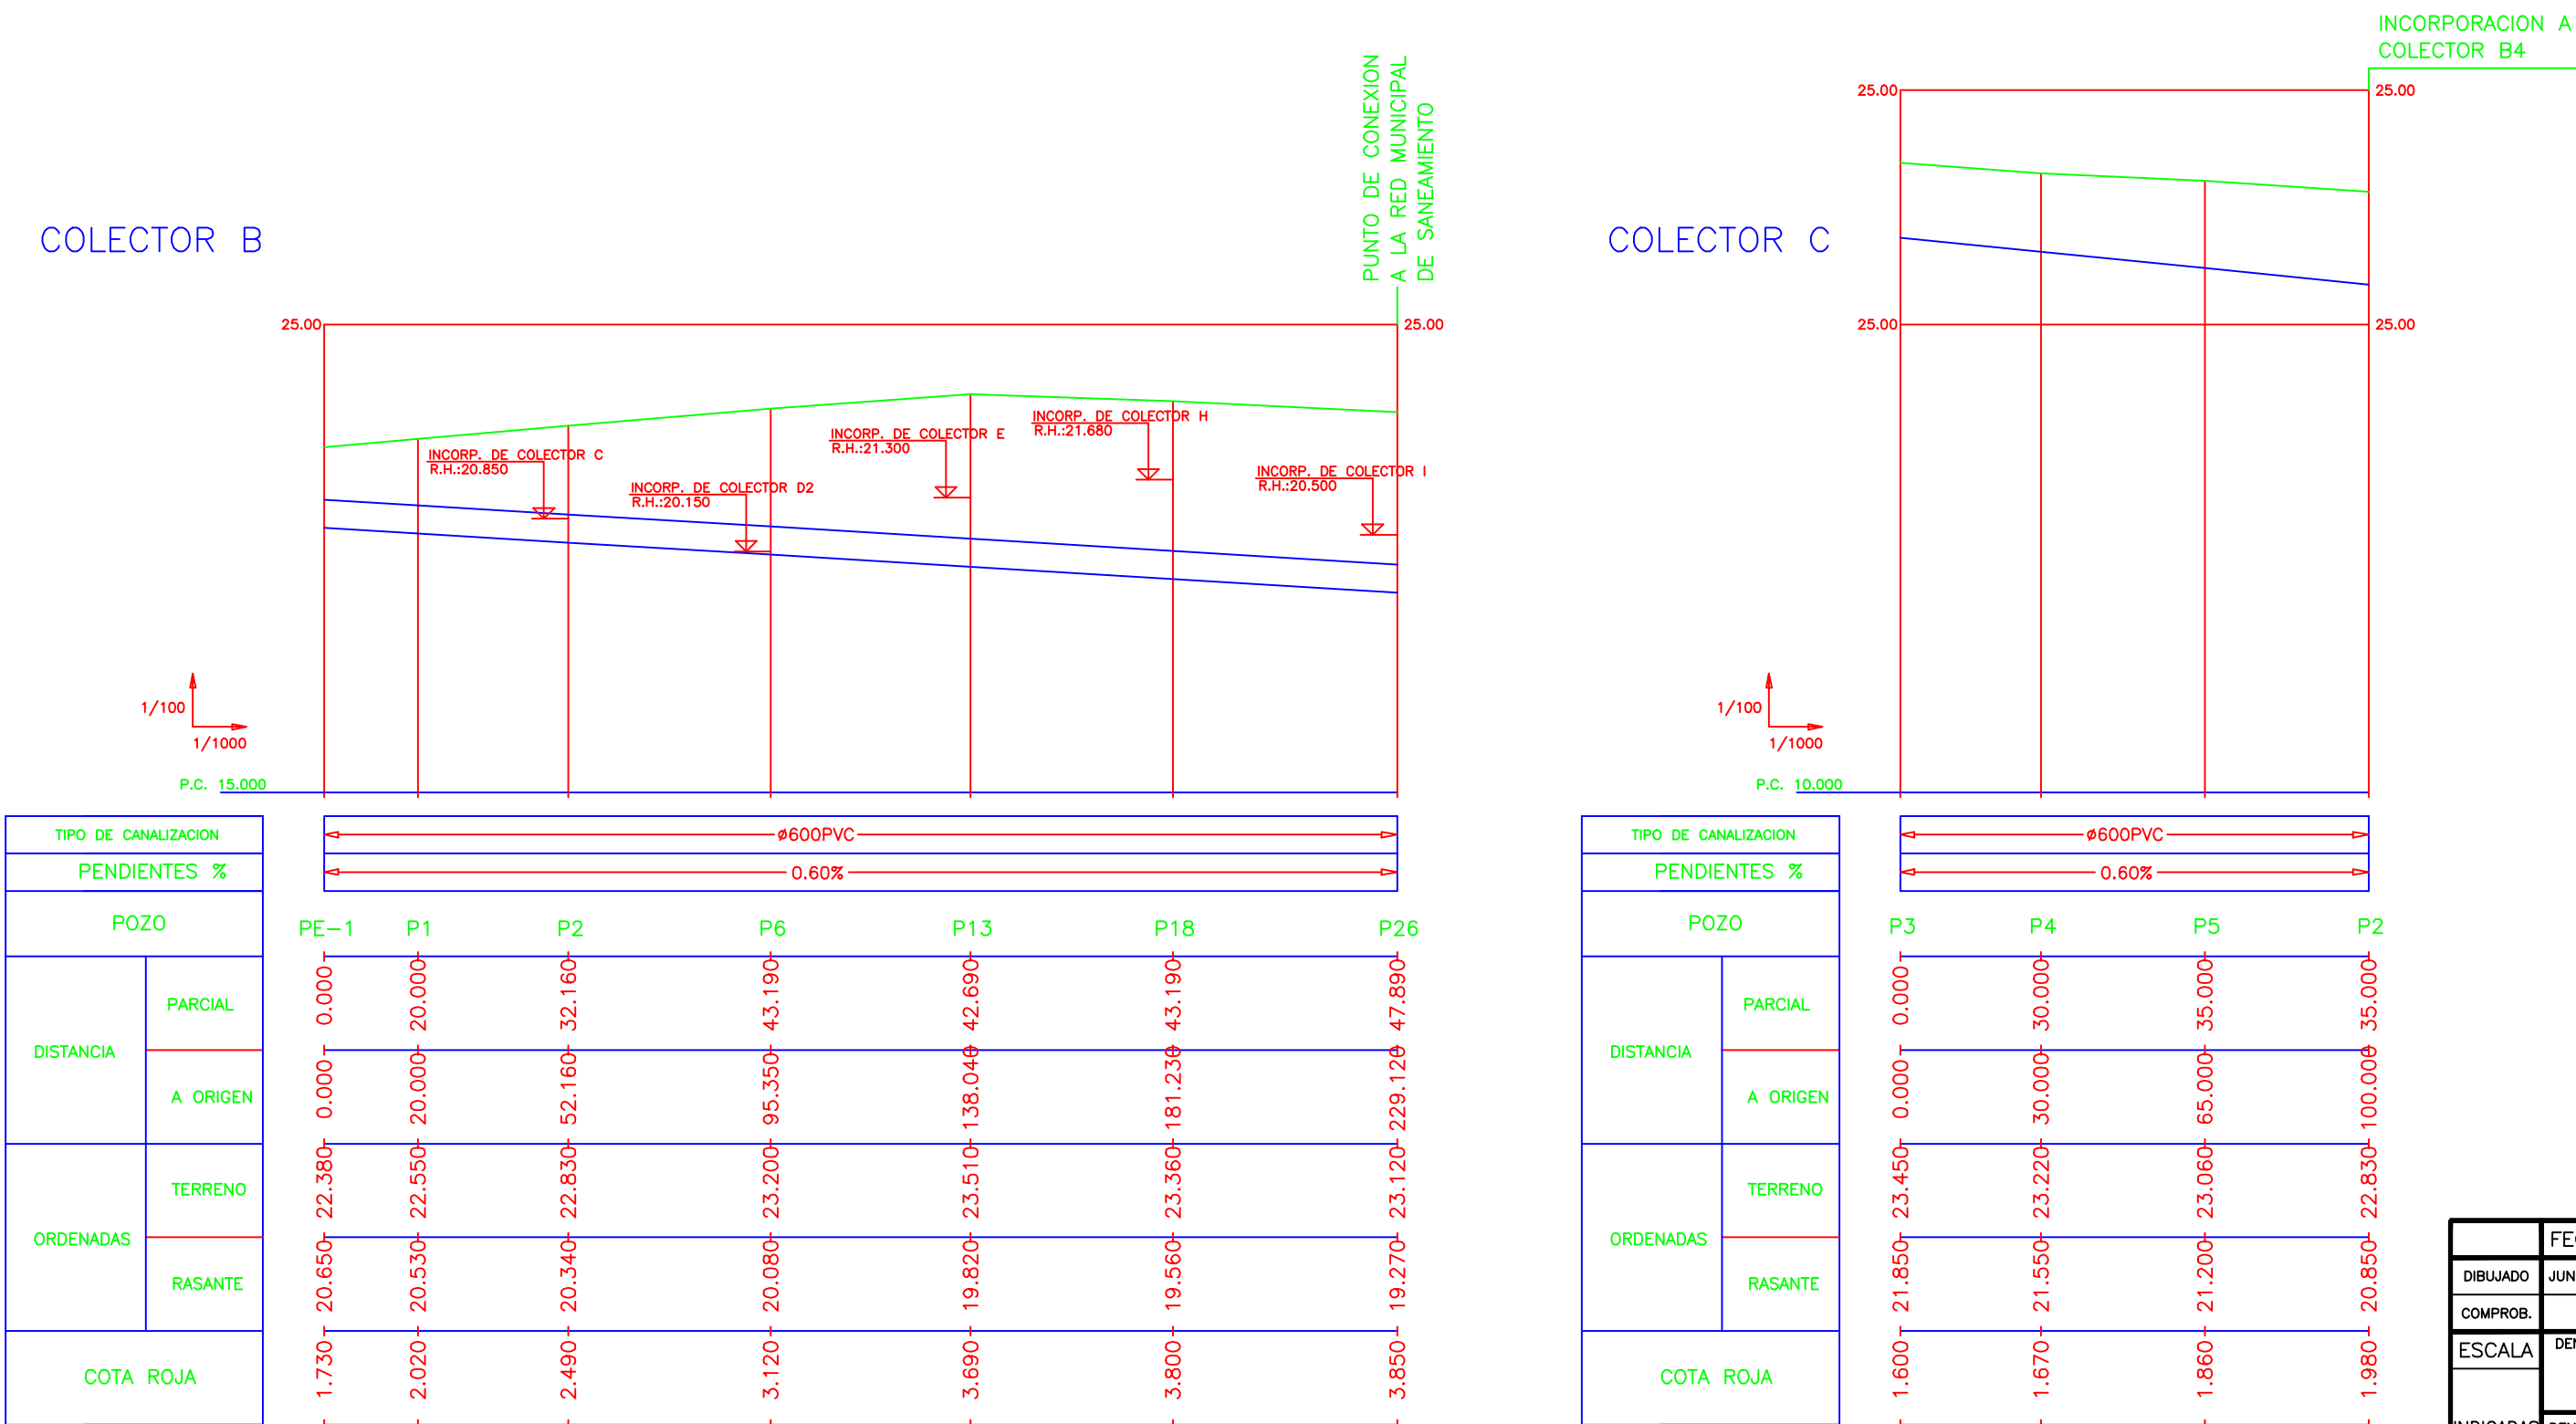 COLECTOR B
PUNTO DE CONEXION
A LA RED MUNICIPAL
DE SANEAMIENTO
25.00
25.00
INCORP. DE COLECTOR C
R.H.:20.850
INCORP. DE COLECTOR D2
R.H.:20.150
INCORP. DE COLECTOR E
R.H.:21.300
INCORP. DE COLECTOR H
R.H.:21.680
INCORP. DE COLECTOR I
R.H.:20.500
1/100
1/1000
P.C. 15.000
TIPO DE CANALIZACION
ø600PVC
PENDIENTES %
0.60%
POZO
PE-1 P1 P2 P6 P13 P18 P26
DISTANCIA
PARCIAL
0.000 20.000 32.160 43.190 42.690 43.190 47.890
A ORIGEN
0.000 20.000 52.160 95.350 138.040 181.230 229.120
ORDENADAS
TERRENO
22.380 22.550 22.830 23.200 23.510 23.360 23.120
RASANTE
20.650 20.530 20.340 20.080 19.820 19.560 19.270
COTA ROJA
1.730 2.020 2.490 3.120 3.690 3.800 3.850
COLECTOR C
INCORPORACION A
COLECTOR B4
25.00
25.00
25.00
25.00
1/100
1/1000
P.C. 10.000
TIPO DE CANALIZACION
ø600PVC
PENDIENTES %
0.60%
POZO
P3 P4 P5 P2
DISTANCIA
PARCIAL
0.000 30.000 35.000 35.000
A ORIGEN
0.000 30.000 65.000 100.000
ORDENADAS
TERRENO
23.450 23.220 23.060 22.830
RASANTE
21.850 21.550 21.200 20.850
COTA ROJA
1.600 1.670 1.860 1.980
DIBUJADO JUN
COMPROB.
ESCALA